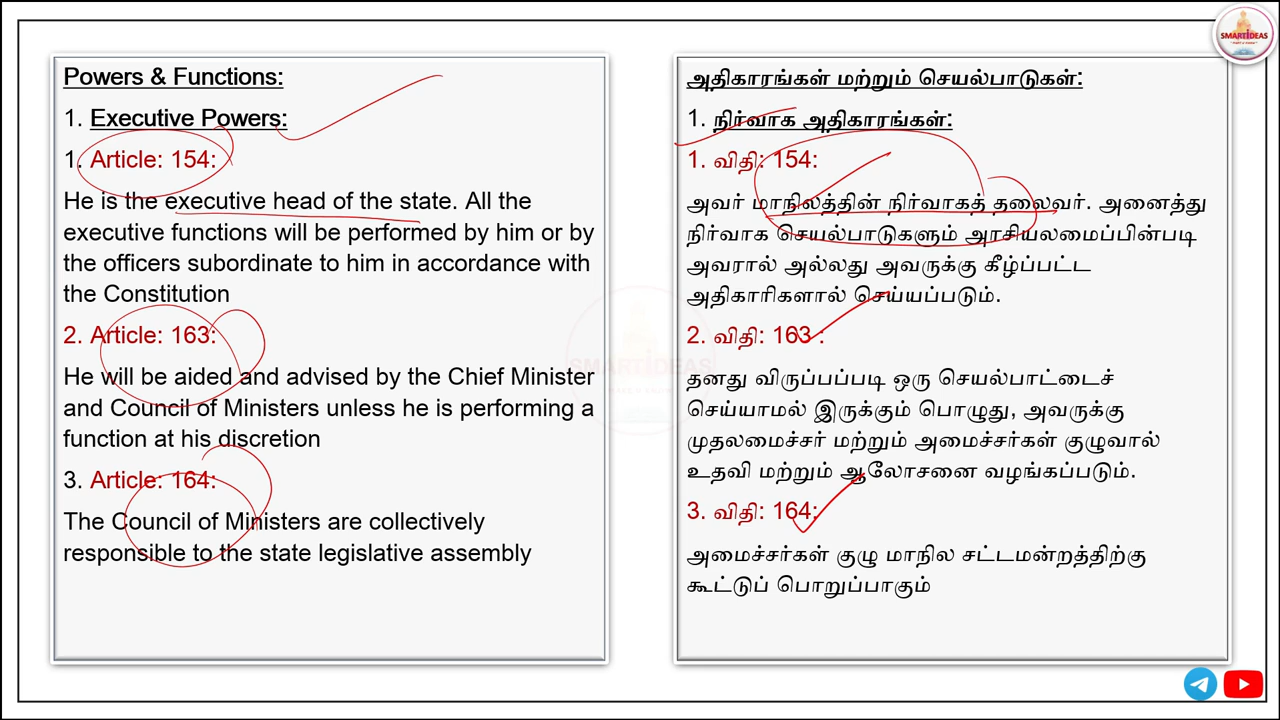 SMARTIDEAS
Powers & Functions:
1. Executive Powers:
1. Article: 154:
He is the executive head of the state. All the
executive functions will be performed by him or by
the officers subordinate to him in accordance with
the Constitution
2. Article: 163:
He will be aided and advised by the Chief Minister
and Council of Ministers unless he is performing a
function at his discretion
3. Article: 164:
The Council of Ministers are collectively
responsible to the state legislative assembly
அதிகாரங்கள் மற்றும் செயல்பாடுகள்:
1. நிர்வாக அதிகாரங்கள்:
1. விதி: 154:
அவர் மாநிலத்தின் நிர்வாகத் தலைவர். அனைத்து
நிர்வாக செயல்பாடுகளும் அரசியலமைப்பின்படி
அவரால் அல்லது அவருக்கு கீழ்ப்பட்ட
அதிகாரிகளால் செய்யப்படும்.
2. விதி: 163 :
தனது விருப்பப்படி ஒரு செயல்பாட்டைச்
செய்யாமல் இருக்கும் பொழுது, அவருக்கு
முதலமைச்சர் மற்றும் அமைச்சர்கள் குழுவால்
உதவி மற்றும் ஆலோசனை வழங்கப்படும்.
3. விதி: 164:
அமைச்சர்கள் குழு மாநில சட்டமன்றத்திற்கு
கூட்டுப் பொறுப்பாகும்
SMARTIDEAS